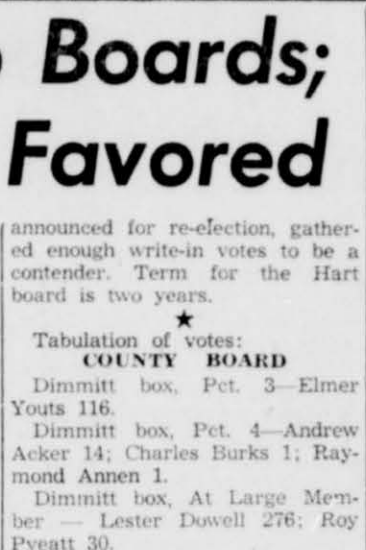 Boards;
Favored
announced for re-election, gather-
ed enough write-in votes to be a
contender. Term for the Hart
board is two years.
★
Tabulation of votes:
COUNTY BOARD
Dimmitt box, Pct. 3—Elmer
Youts 116.
Dimmitt box, Pct. 4—Andrew
Acker 14; Charles Burks 1; Ray-
mond Annen 1.
Dimmitt box, At Large Mem-
ber — Lester Dowell 276; Roy
Pyeatt 30.